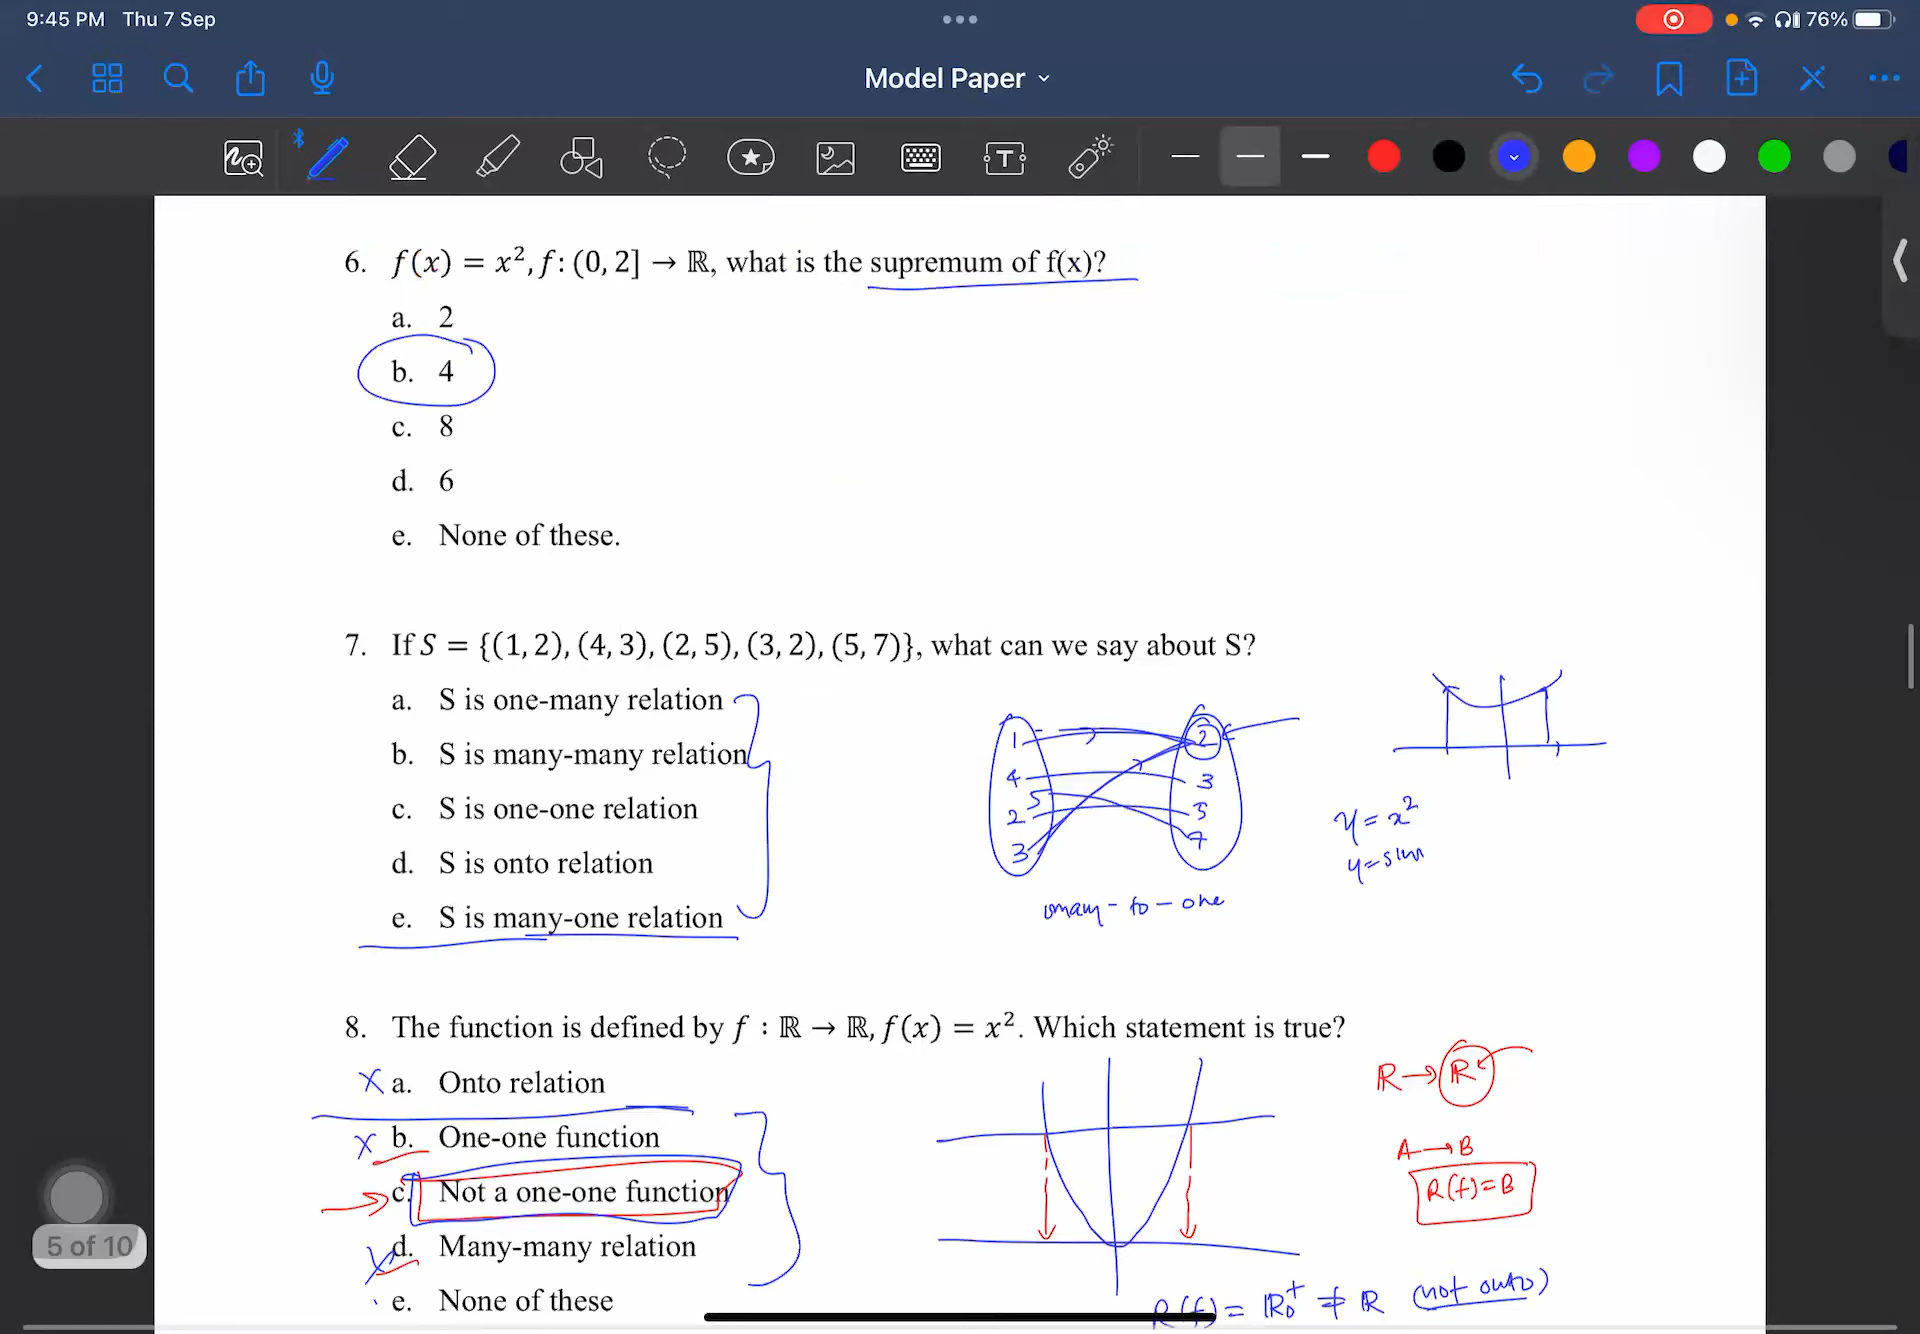 9:45 PM Thu 7 Sep
76%
Model Paper
6. f(x) = x², f: (0, 2] → ℝ, what is the supremum of f(x)?
a. 2
b. 4
c. 8
d. 6
e. None of these.
7. If S = {(1, 2), (4, 3), (2, 5), (3, 2), (5, 7)}, what can we say about S?
a. S is one-many relation
b. S is many-many relation
c. S is one-one relation
d. S is onto relation
e. S is many-one relation
1 2
4 3
5
2 5
7
3
many-to-one
y = x²
y = sin
8. The function is defined by f : ℝ → ℝ, f(x) = x². Which statement is true?
x a. Onto relation
x b. One-one function
c. Not a one-one function
x d. Many-many relation
e. None of these
R → R
A → B
R(f) = B
R(f) = ℝ₀⁺ ≠ ℝ (not onto)
5 of 10